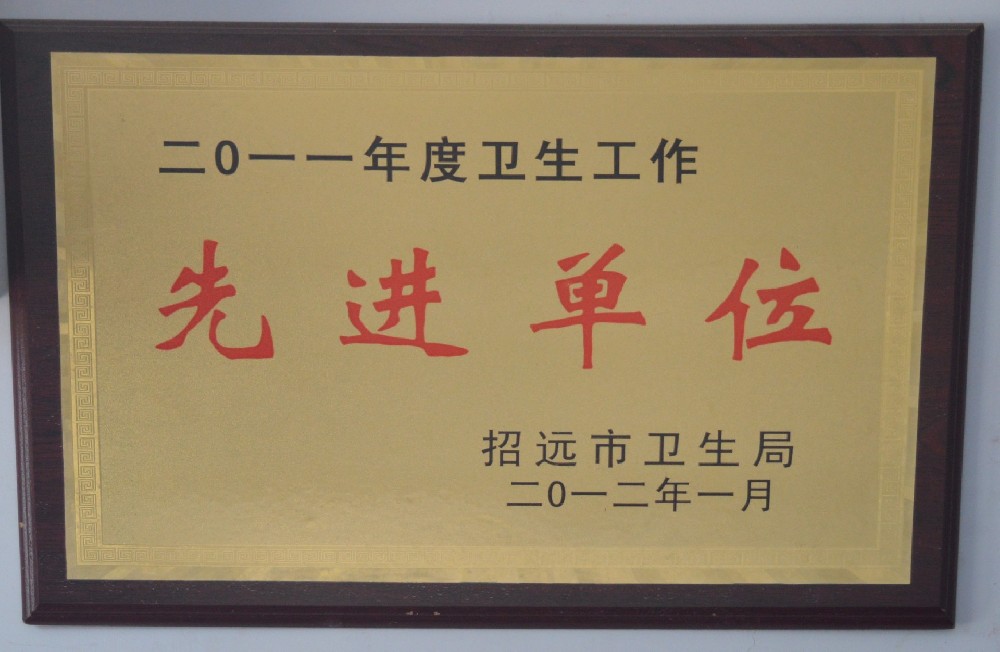 二0一一年度卫生工作
先进单位
招远市卫生局
二0一二年一月